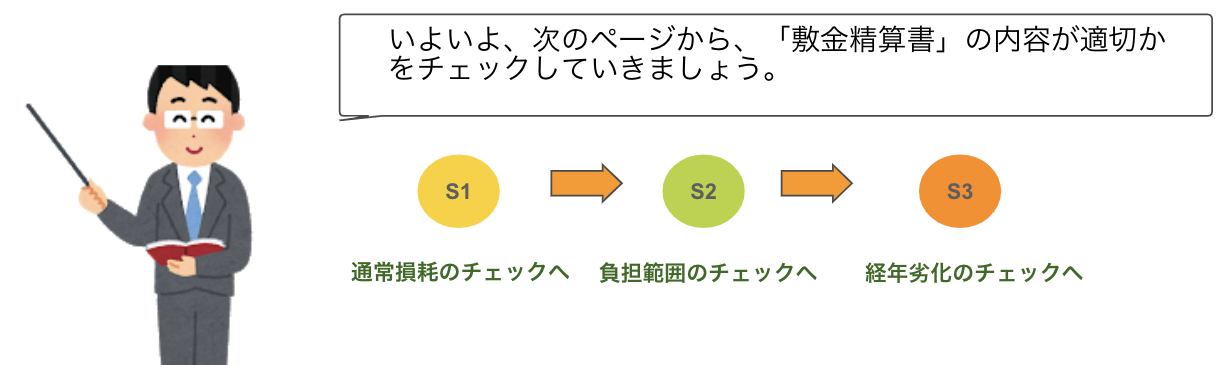 いよいよ、次のページから、「敷金精算書」の内容が適切か
をチェックしていきましょう。
S1
S2
S3
通常損耗のチェックへ
負担範囲のチェックへ
経年劣化のチェックへ